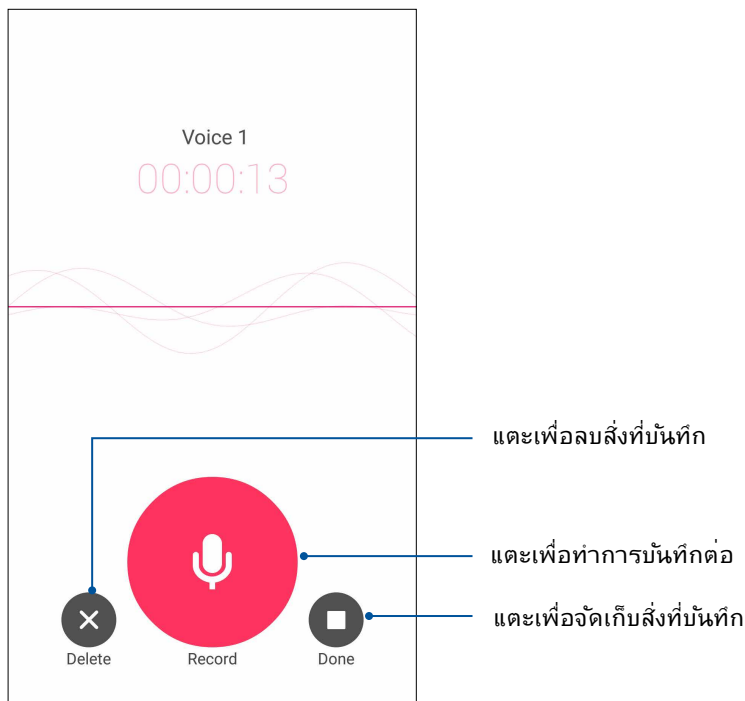 Voice 1
00:00:13
แตะเพื่อลบสิ่งที่บันทึก
แตะเพื่อทำการบันทึกต่อ
แตะเพื่อจัดเก็บสิ่งที่บันทึก
Delete
Record
Done